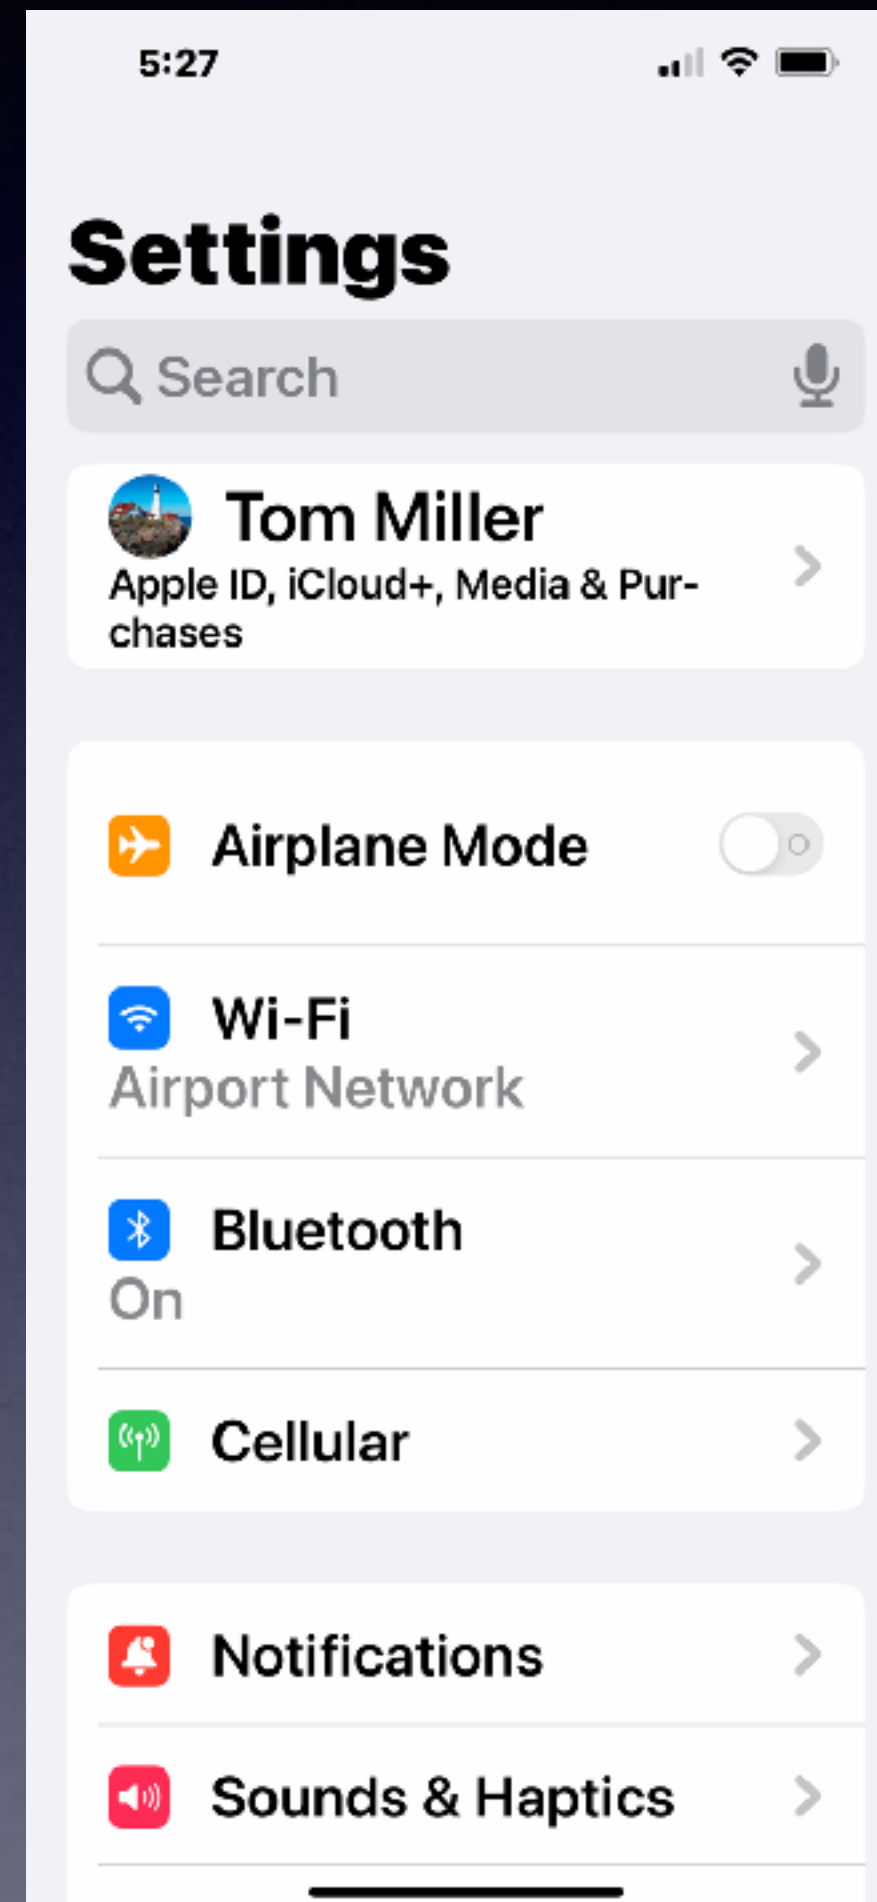 5:27
Settings
Search
Tom Miller
Apple ID, iCloud+, Media & Pur-
chases
Airplane Mode
Wi-Fi
Airport Network
Bluetooth
On
Cellular
Notifications
Sounds & Haptics